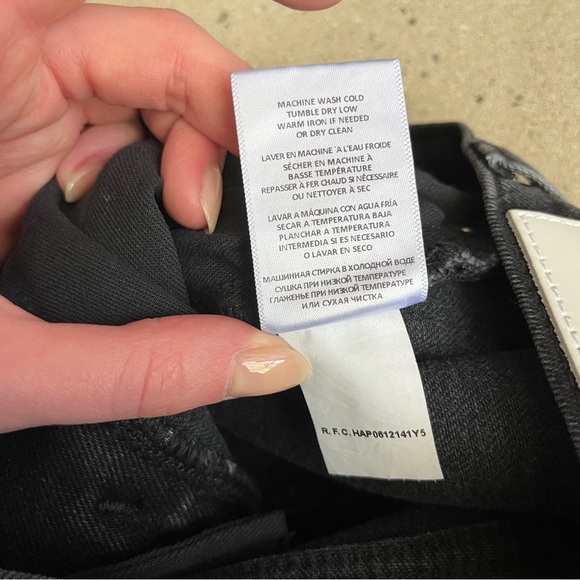 MACHINE WASH COLD
TUMBLE DRY LOW
WARM IRON IF NEEDED
OR DRY CLEAN
LAVER EN MACHINE À L'EAU FROIDE
SÉCHER EN MACHINE À
BASSE TEMPÉRATURE
REPASSER À FER CHAUD SI NÉCESSAIRE
OU NETTOYER À SEC
LAVAR A MÁQUINA CON AGUA FRÍA
SECAR A TEMPERATURA BAJA
PLANCHAR A TEMPERATURA
INTERMEDIA SI ES NECESARIO
O LAVAR EN SECO
МАШИННАЯ СТИРКА В ХОЛОДНОЙ ВОДЕ
СУШКА ПРИ НИЗКОЙ ТЕМПЕРАТУРЕ
ГЛАЖЕНЬЕ ПРИ НИЗКОЙ ТЕМПЕРАТУРЕ
ИЛИ СУХАЯ ЧИСТКА
R.F.C. HAP0812141Y5